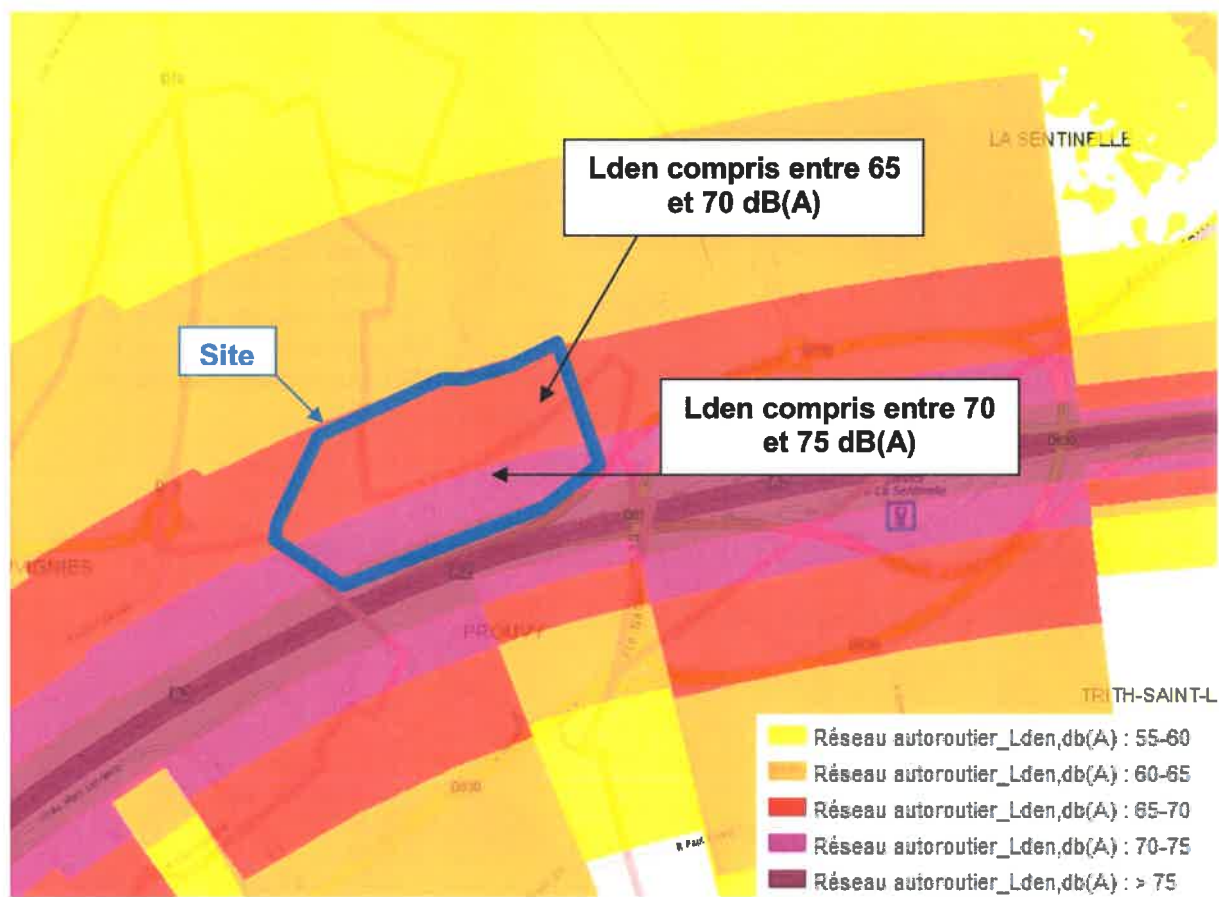 LA SENTINELLE
Lden compris entre 65
et 70 dB(A)
Site
Lden compris entre 70
et 75 dB(A)
La Sentinelle
PROUVY
TRITH-SAINT-L
Réseau autoroutier_Lden,db(A) : 55-60
Réseau autoroutier_Lden,db(A) : 60-65
Réseau autoroutier_Lden,db(A) : 65-70
Réseau autoroutier_Lden,db(A) : 70-75
Réseau autoroutier_Lden,db(A) : > 75